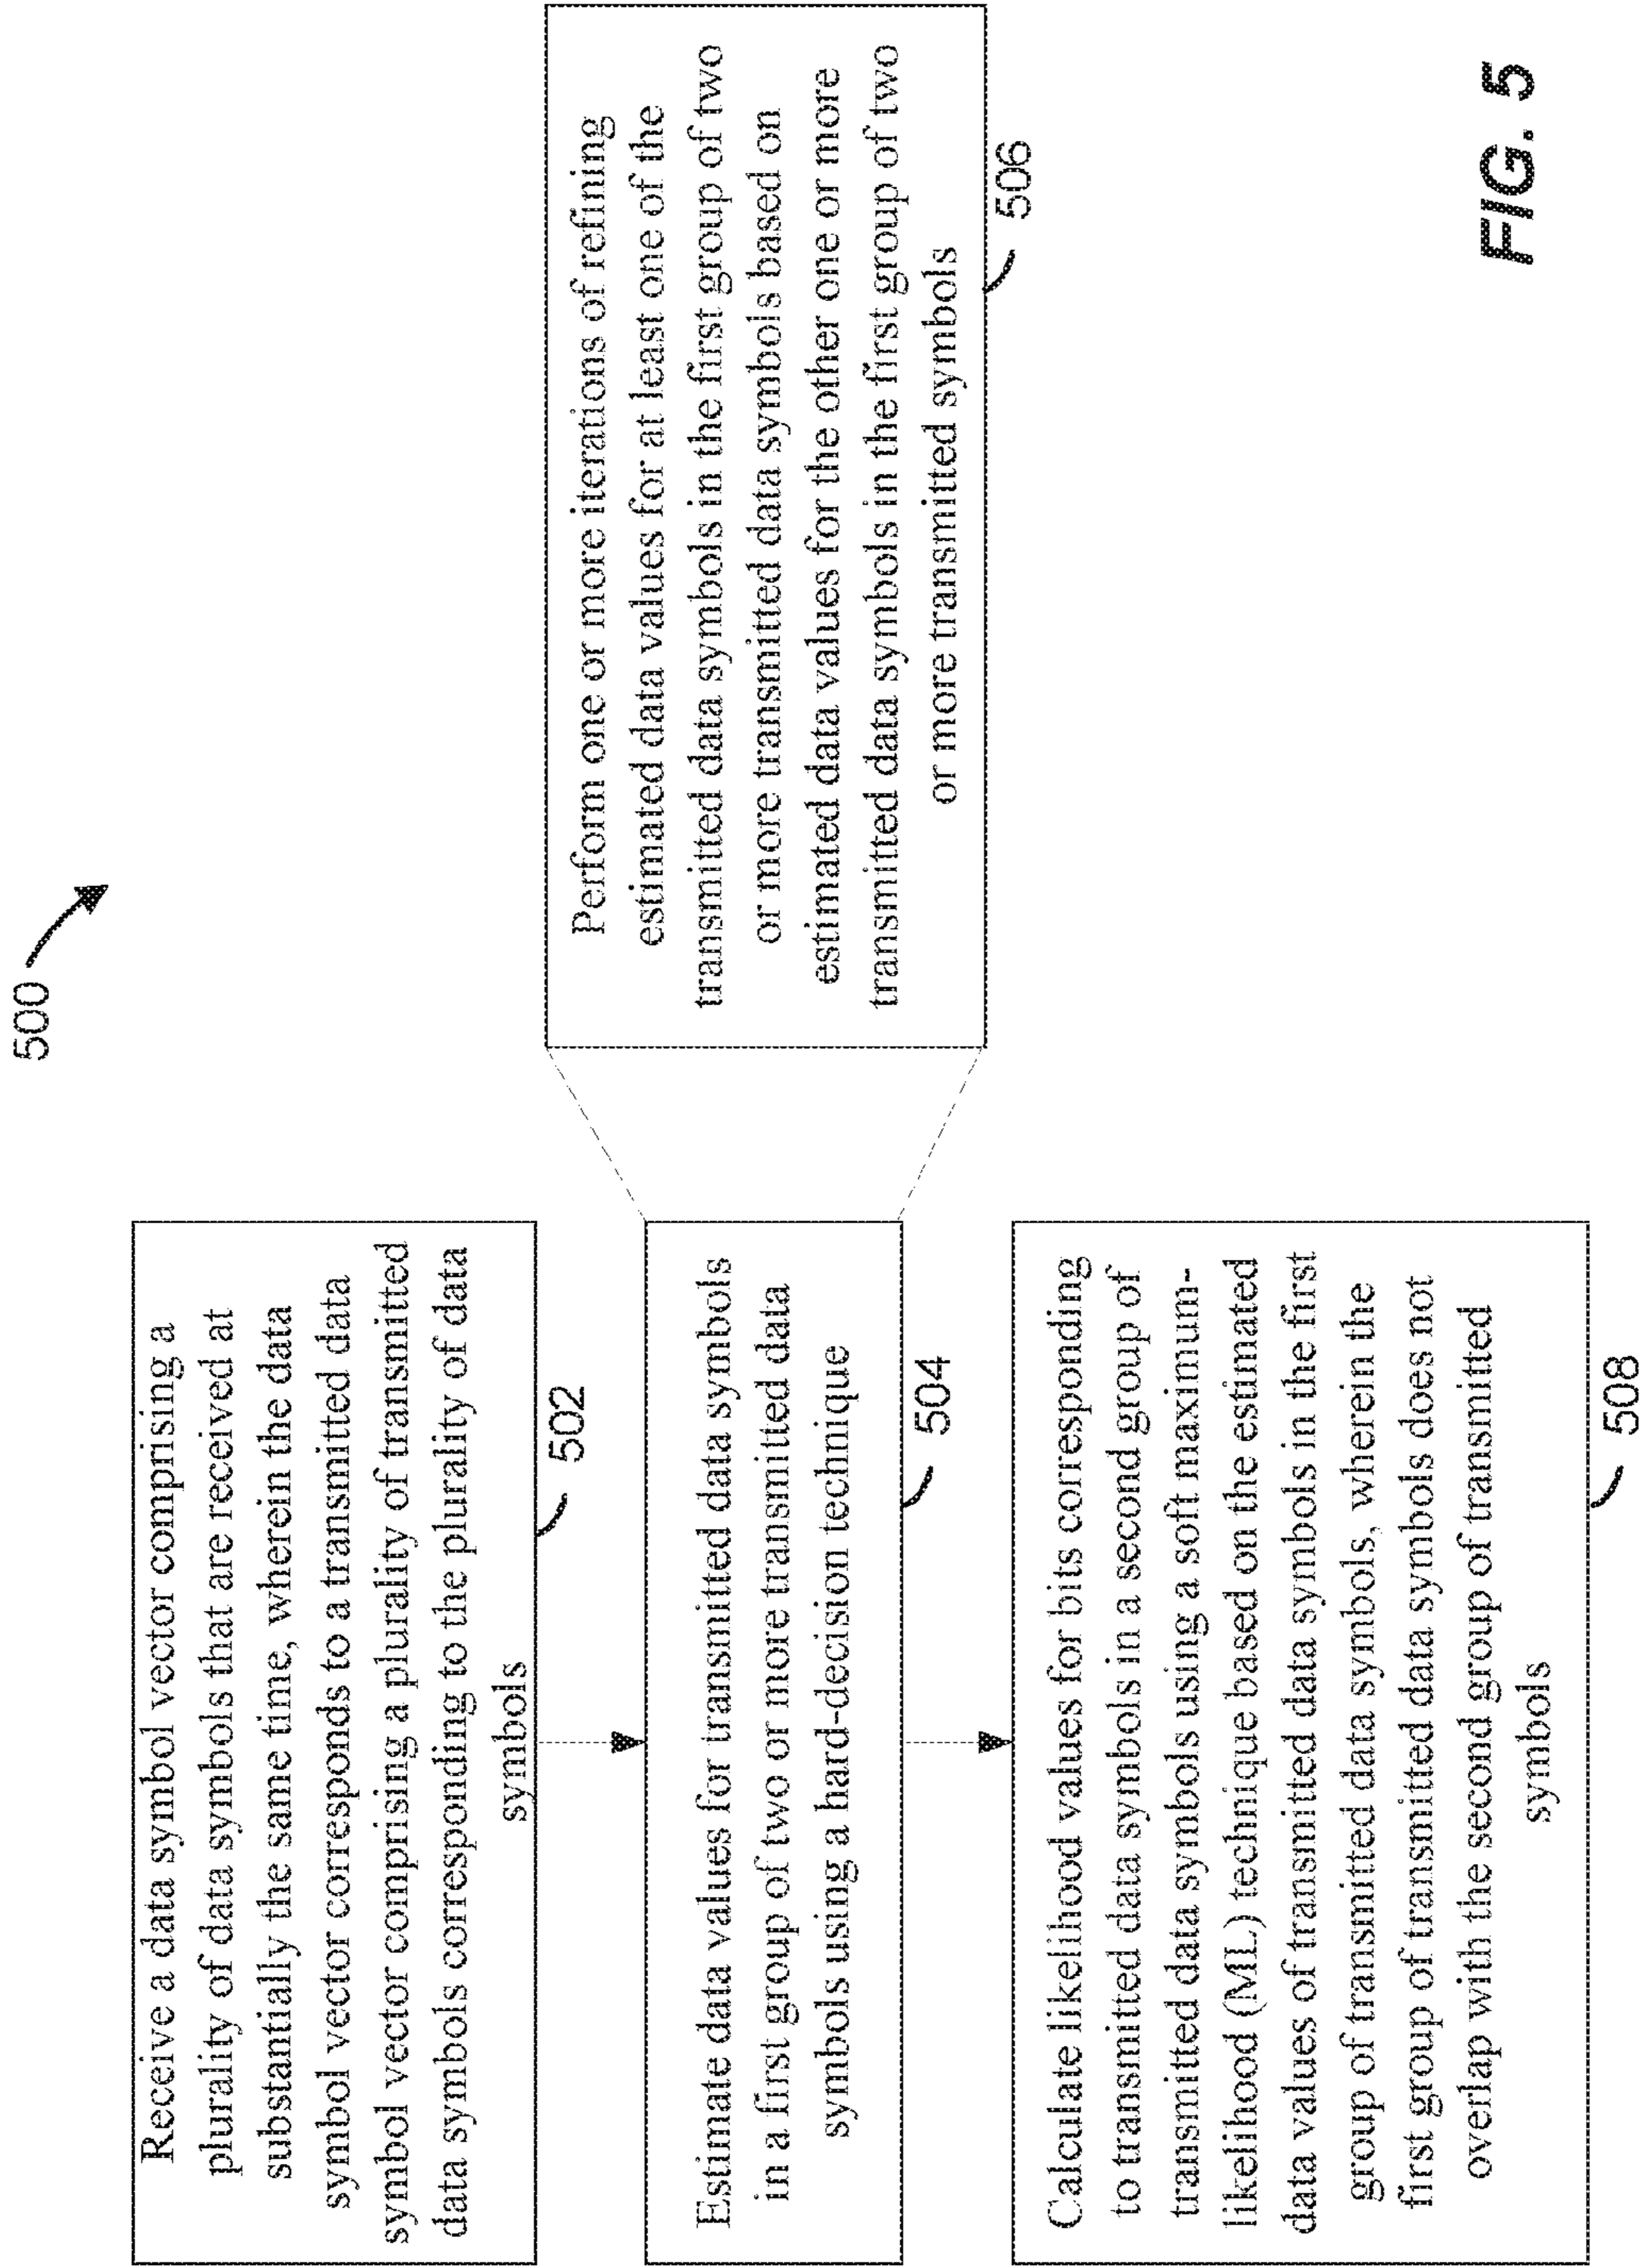 500
Receive a data symbol vector comprising a
plurality of data symbols that are received at
substantially the same time, wherein the data
symbol vector corresponds to a transmitted data
symbol vector comprising a plurality of transmitted
data symbols corresponding to the plurality of data
symbols
502
Estimate data values for transmitted data symbols
in a first group of two or more transmitted data
symbols using a hard-decision technique
504
Perform one or more iterations of refining
estimated data values for at least one of the
transmitted data symbols in the first group of two
or more transmitted data symbols based on
estimated data values for the other one or more
transmitted data symbols in the first group of two
or more transmitted symbols
506
Calculate likelihood values for bits corresponding
to transmitted data symbols in a second group of
transmitted data symbols using a soft maximum-
likelihood (ML) technique based on the estimated
data values of transmitted data symbols in the first
group of transmitted data symbols, wherein the
first group of transmitted data symbols does not
overlap with the second group of transmitted
symbols
508
FIG. 5